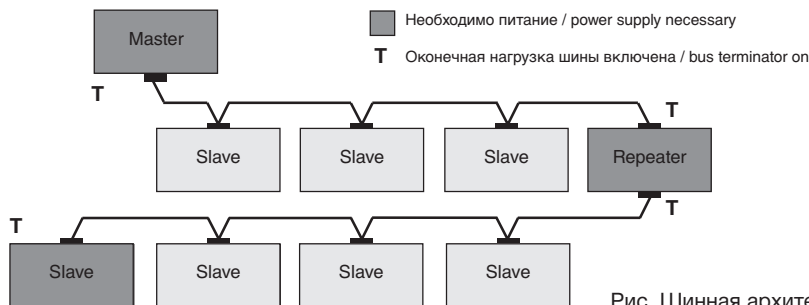 Master
Необходимо питание / power supply necessary
T Оконечная нагрузка шины включена / bus terminator on
T
T
Slave Slave Slave Repeater
T
T
Slave Slave Slave Slave
Рис. Шинная